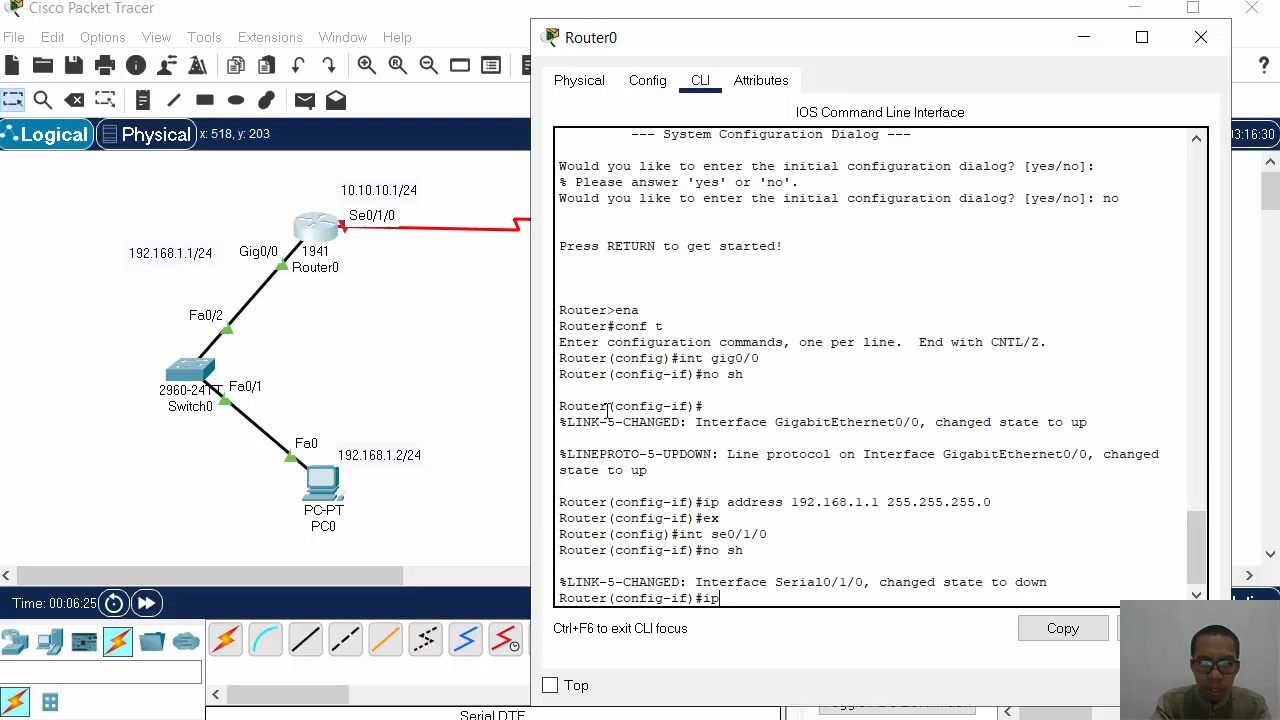 Cisco Packet Tracer
File Edit Options View Tools Extensions Window Help
Logical Physical x: 518, y: 203
10.10.10.1/24
Se0/1/0
192.168.1.1/24
Gig0/0
1941
Router0
Fa0/2
2960-24TT
Switch0
Fa0/1
Fa0
192.168.1.2/24
PC-PT
PC0
Time: 00:06:25
Serial DTE
03:16:30
Router0
Physical Config CLI Attributes
IOS Command Line Interface
--- System Configuration Dialog ---
Would you like to enter the initial configuration dialog? [yes/no]:
% Please answer 'yes' or 'no'.
Would you like to enter the initial configuration dialog? [yes/no]: no
Press RETURN to get started!
Router>ena
Router#conf t
Enter configuration commands, one per line.  End with CNTL/Z.
Router(config)#int gig0/0
Router(config-if)#no sh
Router(config-if)#
%LINK-5-CHANGED: Interface GigabitEthernet0/0, changed state to up
%LINEPROTO-5-UPDOWN: Line protocol on Interface GigabitEthernet0/0, changed
state to up
Router(config-if)#ip address 192.168.1.1 255.255.255.0
Router(config-if)#ex
Router(config)#int se0/1/0
Router(config-if)#no sh
%LINK-5-CHANGED: Interface Serial0/1/0, changed state to down
Router(config-if)#ip
Ctrl+F6 to exit CLI focus
Copy
Top